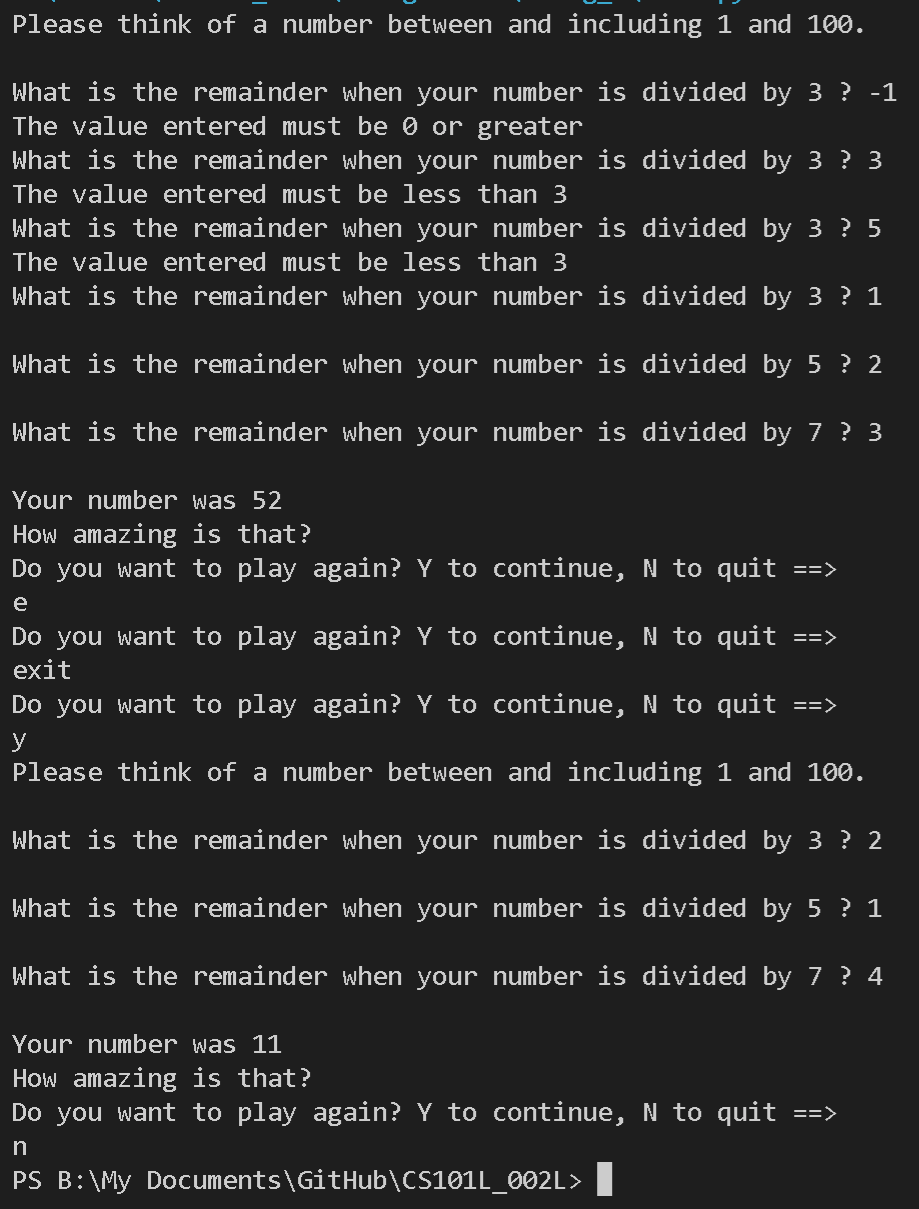 Please think of a number between and including 1 and 100.
What is the remainder when your number is divided by 3 ? -1
The value entered must be 0 or greater
What is the remainder when your number is divided by 3 ? 3
The value entered must be less than 3
What is the remainder when your number is divided by 3 ? 5
The value entered must be less than 3
What is the remainder when your number is divided by 3 ? 1
What is the remainder when your number is divided by 5 ? 2
What is the remainder when your number is divided by 7 ? 3
Your number was 52
How amazing is that?
Do you want to play again? Y to continue, N to quit ==>
e
Do you want to play again? Y to continue, N to quit ==>
exit
Do you want to play again? Y to continue, N to quit ==>
y
Please think of a number between and including 1 and 100.
What is the remainder when your number is divided by 3 ? 2
What is the remainder when your number is divided by 5 ? 1
What is the remainder when your number is divided by 7 ? 4
Your number was 11
How amazing is that?
Do you want to play again? Y to continue, N to quit ==>
n
PS B:\My Documents\GitHub\CS101L_002L>